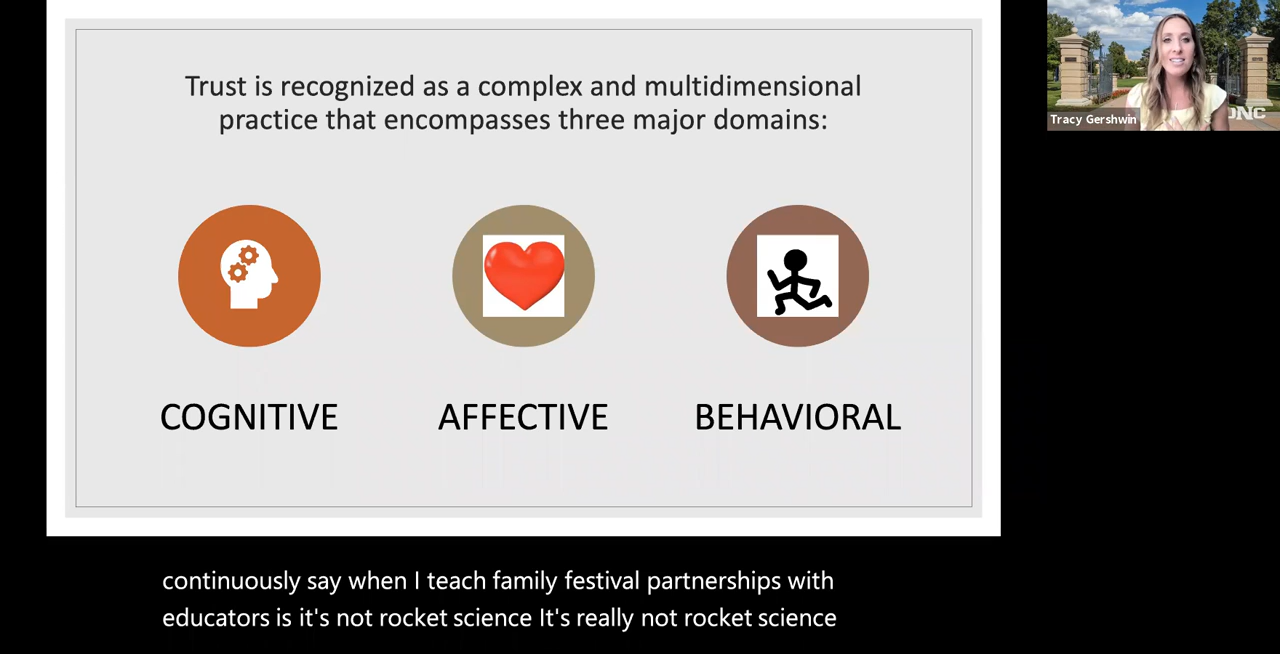 Trust is recognized as a complex and multidimensional
practice that encompasses three major domains:
COGNITIVE
AFFECTIVE
BEHAVIORAL
Tracy Gershwin
continuously say when I teach family festival partnerships with
educators is it's not rocket science It's really not rocket science